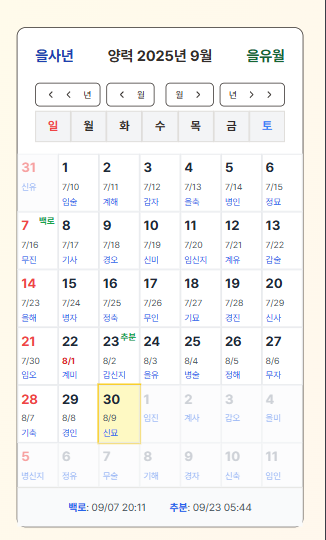 을사년 양력 2025년 9월 을유월
< < 년 < 월 월 > 년 > >
일 월 화 수 목 금 토
31 1 2 3 4 5 6
7/10 7/11 7/12 7/13 7/14 7/15
신유 임술 계해 갑자 을축 병인 정묘
7 백로 8 9 10 11 12 13
7/16 7/17 7/18 7/19 7/20 7/21 7/22
무진 기사 경오 신미 임신지 계유 갑술
14 15 16 17 18 19 20
7/23 7/24 7/25 7/26 7/27 7/28 7/29
을해 병자 정축 무인 기묘 경진 신사
21 22 23 추분 24 25 26 27
7/30 8/1 8/2 8/3 8/4 8/5 8/6
임오 계미 갑신지 을유 병술 정해 무자
28 29 30 1 2 3 4
8/7 8/8 8/9
기축 경인 신묘 임진 계사 갑오 을미
5 6 7 8 9 10 11
병신지 정유 무술 기해 경자 신축 임인
백로: 09/07 20:11 추분: 09/23 05:44